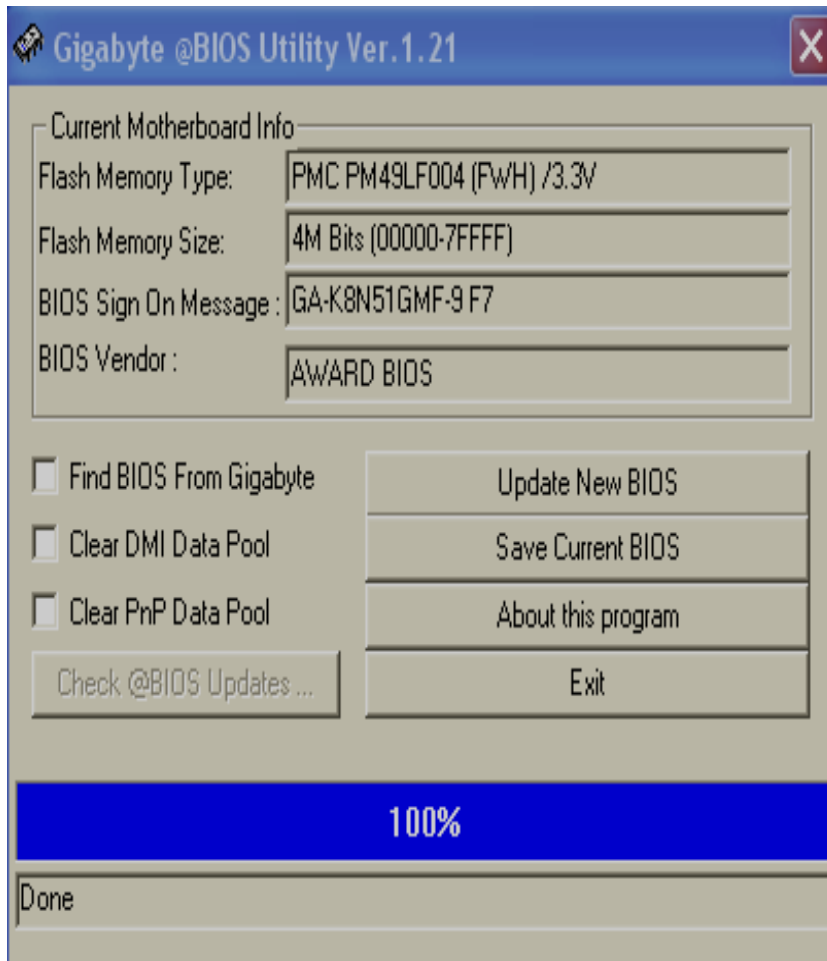 Gigabyte @BIOS Utility Ver.1.21
Current Motherboard Info
Flash Memory Type: PMC PM49LF004 (FWH) /3.3V
Flash Memory Size: 4M Bits (00000-7FFFF)
BIOS Sign On Message : GA-K8N51GMF-9 F7
BIOS Vendor : AWARD BIOS
Find BIOS From Gigabyte
Update New BIOS
Clear DMI Data Pool
Save Current BIOS
Clear PnP Data Pool
About this program
Check @BIOS Updates ...
Exit
100%
Done